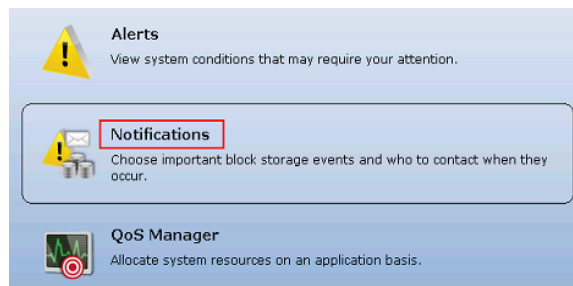 Alerts
View system conditions that may require your attention.
Notifications
Choose important block storage events and who to contact when they
occur.
QoS Manager
Allocate system resources on an application basis.